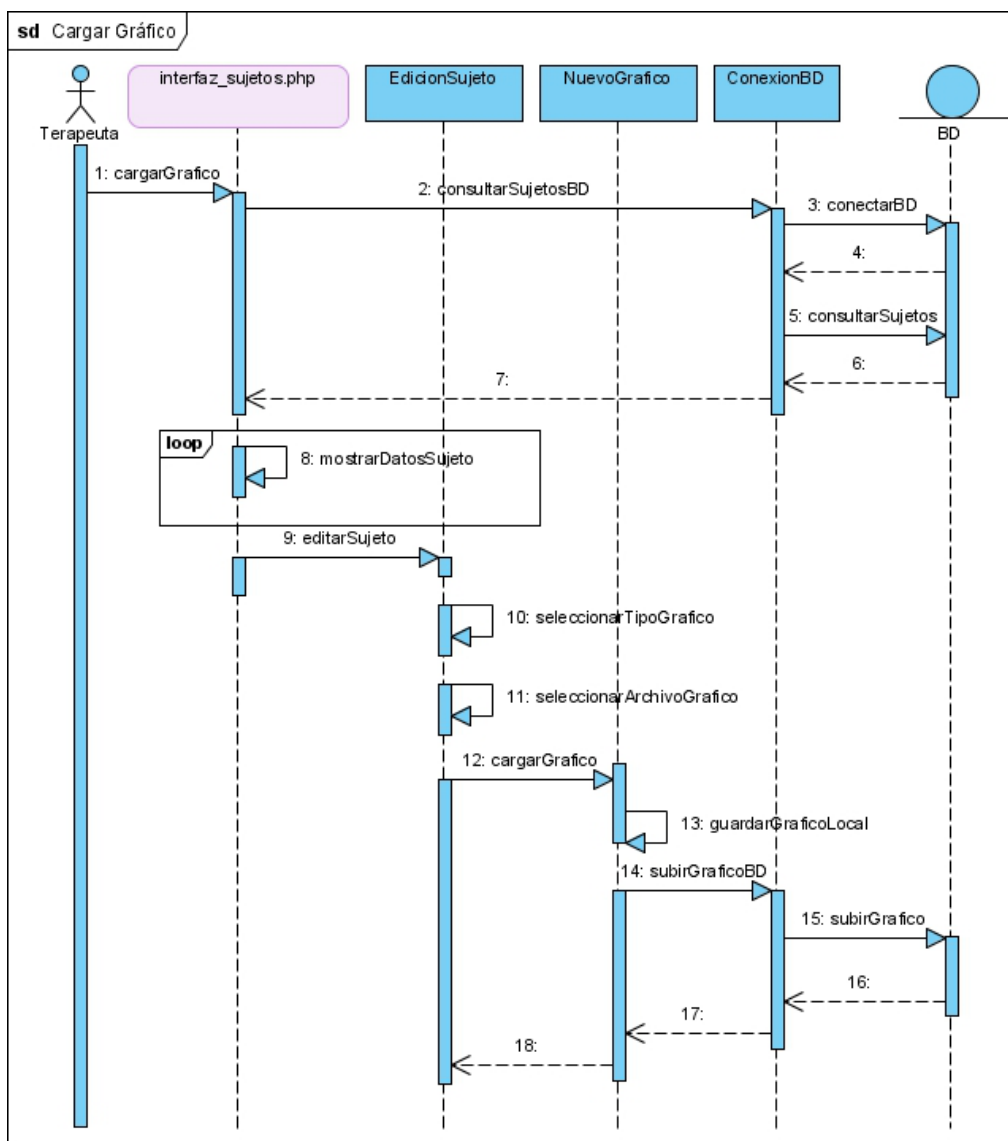 sd Cargar Gráfico
interfaz_sujetos.php
EdicionSujeto
NuevoGrafico
ConexionBD
Terapeuta
BD
1: cargarGrafico
2: consultarSujetosBD
3: conectarBD
4:
5: consultarSujetos
6:
7:
loop
8: mostrarDatosSujeto
9: editarSujeto
10: seleccionarTipoGrafico
11: seleccionarArchivoGrafico
12: cargarGrafico
13: guardarGraficoLocal
14: subirGraficoBD
15: subirGrafico
16:
17:
18: